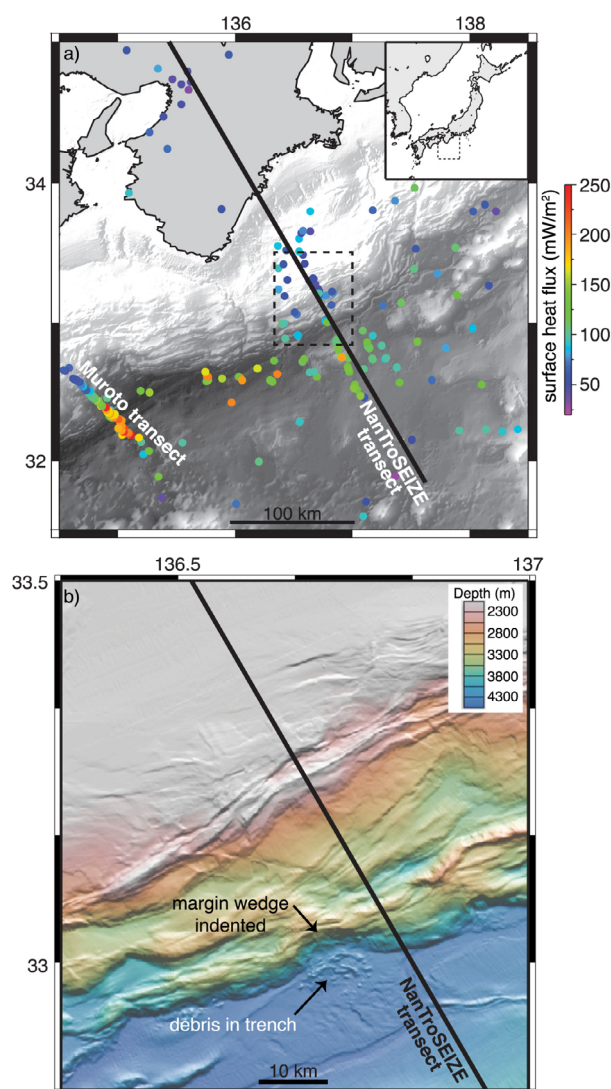 136
138
a)
34
32
Muroto transect
NanTroSEIZE
transect
100 km
250
200
150
100
50
surface heat flux (mW/m²)
136.5
137
33.5
b)
Depth (m)
2300
2800
3300
3800
4300
margin wedge
indented
33
debris in trench
NanTroSEIZE
transect
10 km